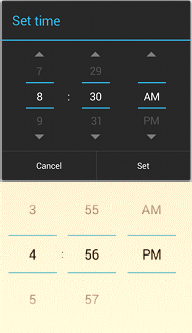 Set time
7 29
8 : 30 AM
9 31 PM
Cancel Set
3 55 AM
4 : 56 PM
5 57